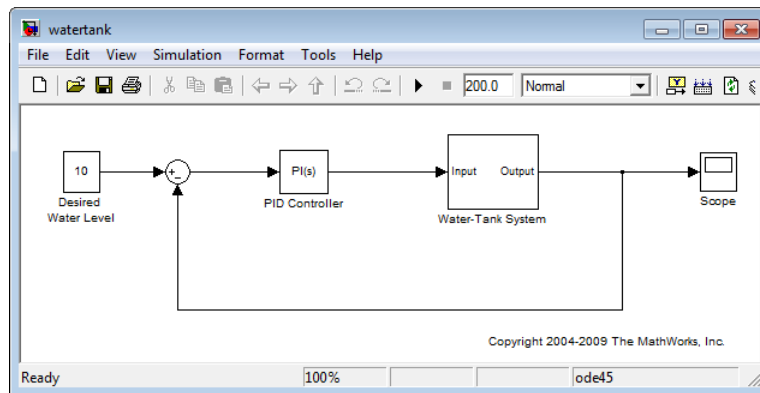 watertank
File Edit View Simulation Format Tools Help
200.0 Normal
10
+
-
PI(s)
Input Output
Desired
Water Level
PID Controller
Water-Tank System
Scope
Copyright 2004-2009 The MathWorks, Inc.
Ready 100% ode45